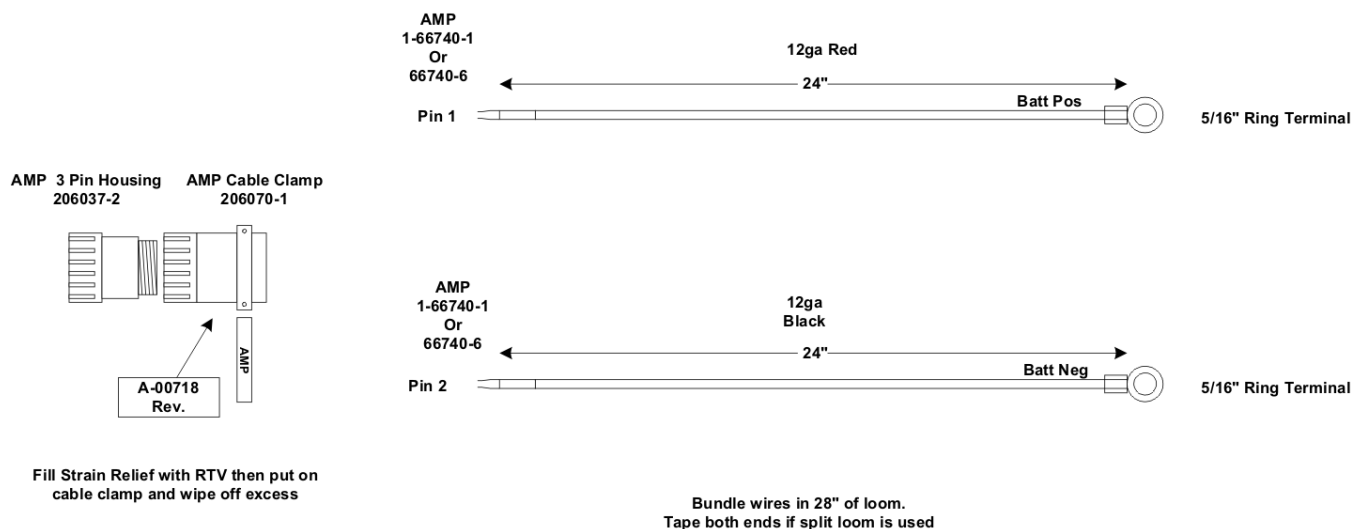 AMP
1-66740-1
Or
66740-6
12ga Red
24"
Batt Pos
Pin 1
5/16" Ring Terminal
AMP 3 Pin Housing
206037-2
AMP Cable Clamp
206070-1
AMP
A-00718
Rev.
AMP
1-66740-1
Or
66740-6
12ga
Black
24"
Batt Neg
Pin 2
5/16" Ring Terminal
Fill Strain Relief with RTV then put on
cable clamp and wipe off excess
Bundle wires in 28" of loom.
Tape both ends if split loom is used